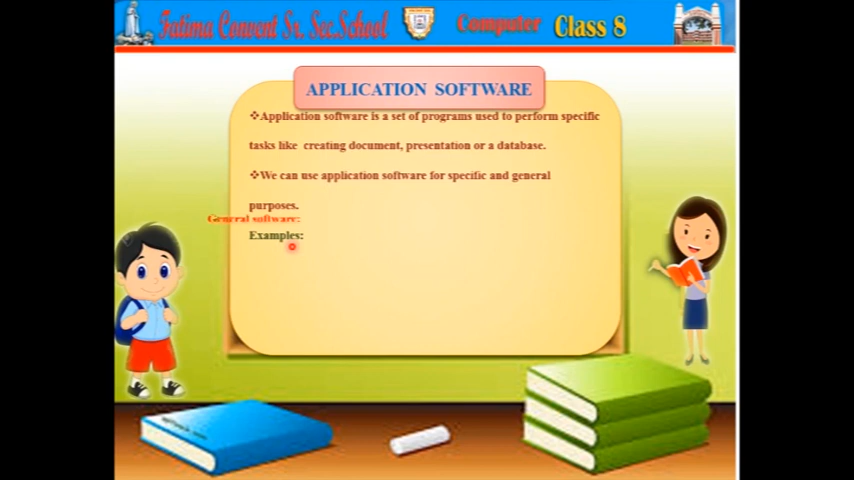 Fatima Convent Sr. Sec.School Computer Class 8
APPLICATION SOFTWARE
❖Application software is a set of programs used to perform specific
tasks like creating document, presentation or a database.
❖We can use application software for specific and general
purposes.
General software:
Examples: